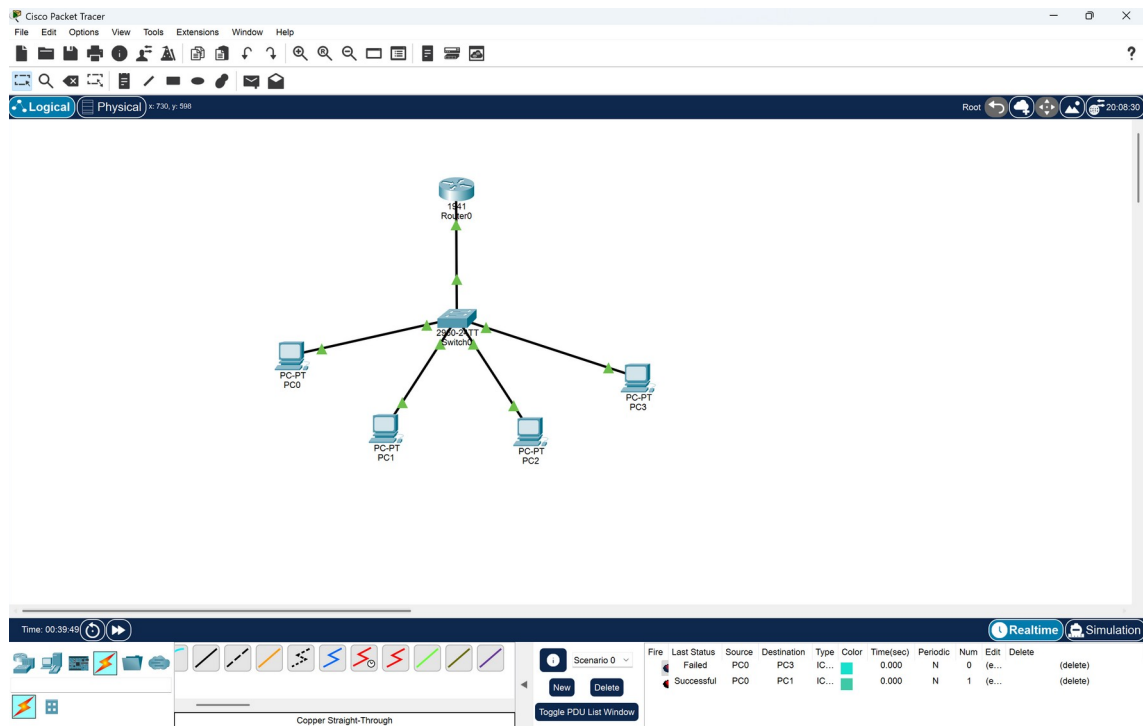 Cisco Packet Tracer
File Edit Options View Tools Extensions Window Help
?
Logical Physical x: 730, y: 598 Root 20:08:30
1941
Router0
2960-24TT
Switch0
PC-PT
PC0
PC-PT
PC3
PC-PT
PC1
PC-PT
PC2
Time: 00:39:49 Realtime Simulation
Scenario 0
New Delete
Toggle PDU List Window
Copper Straight-Through
Fire Last Status Source Destination Type Color Time(sec) Periodic Num Edit Delete
Failed PC0 PC3 IC... 0.000 N 0 (e... (delete)
Successful PC0 PC1 IC... 0.000 N 1 (e... (delete)